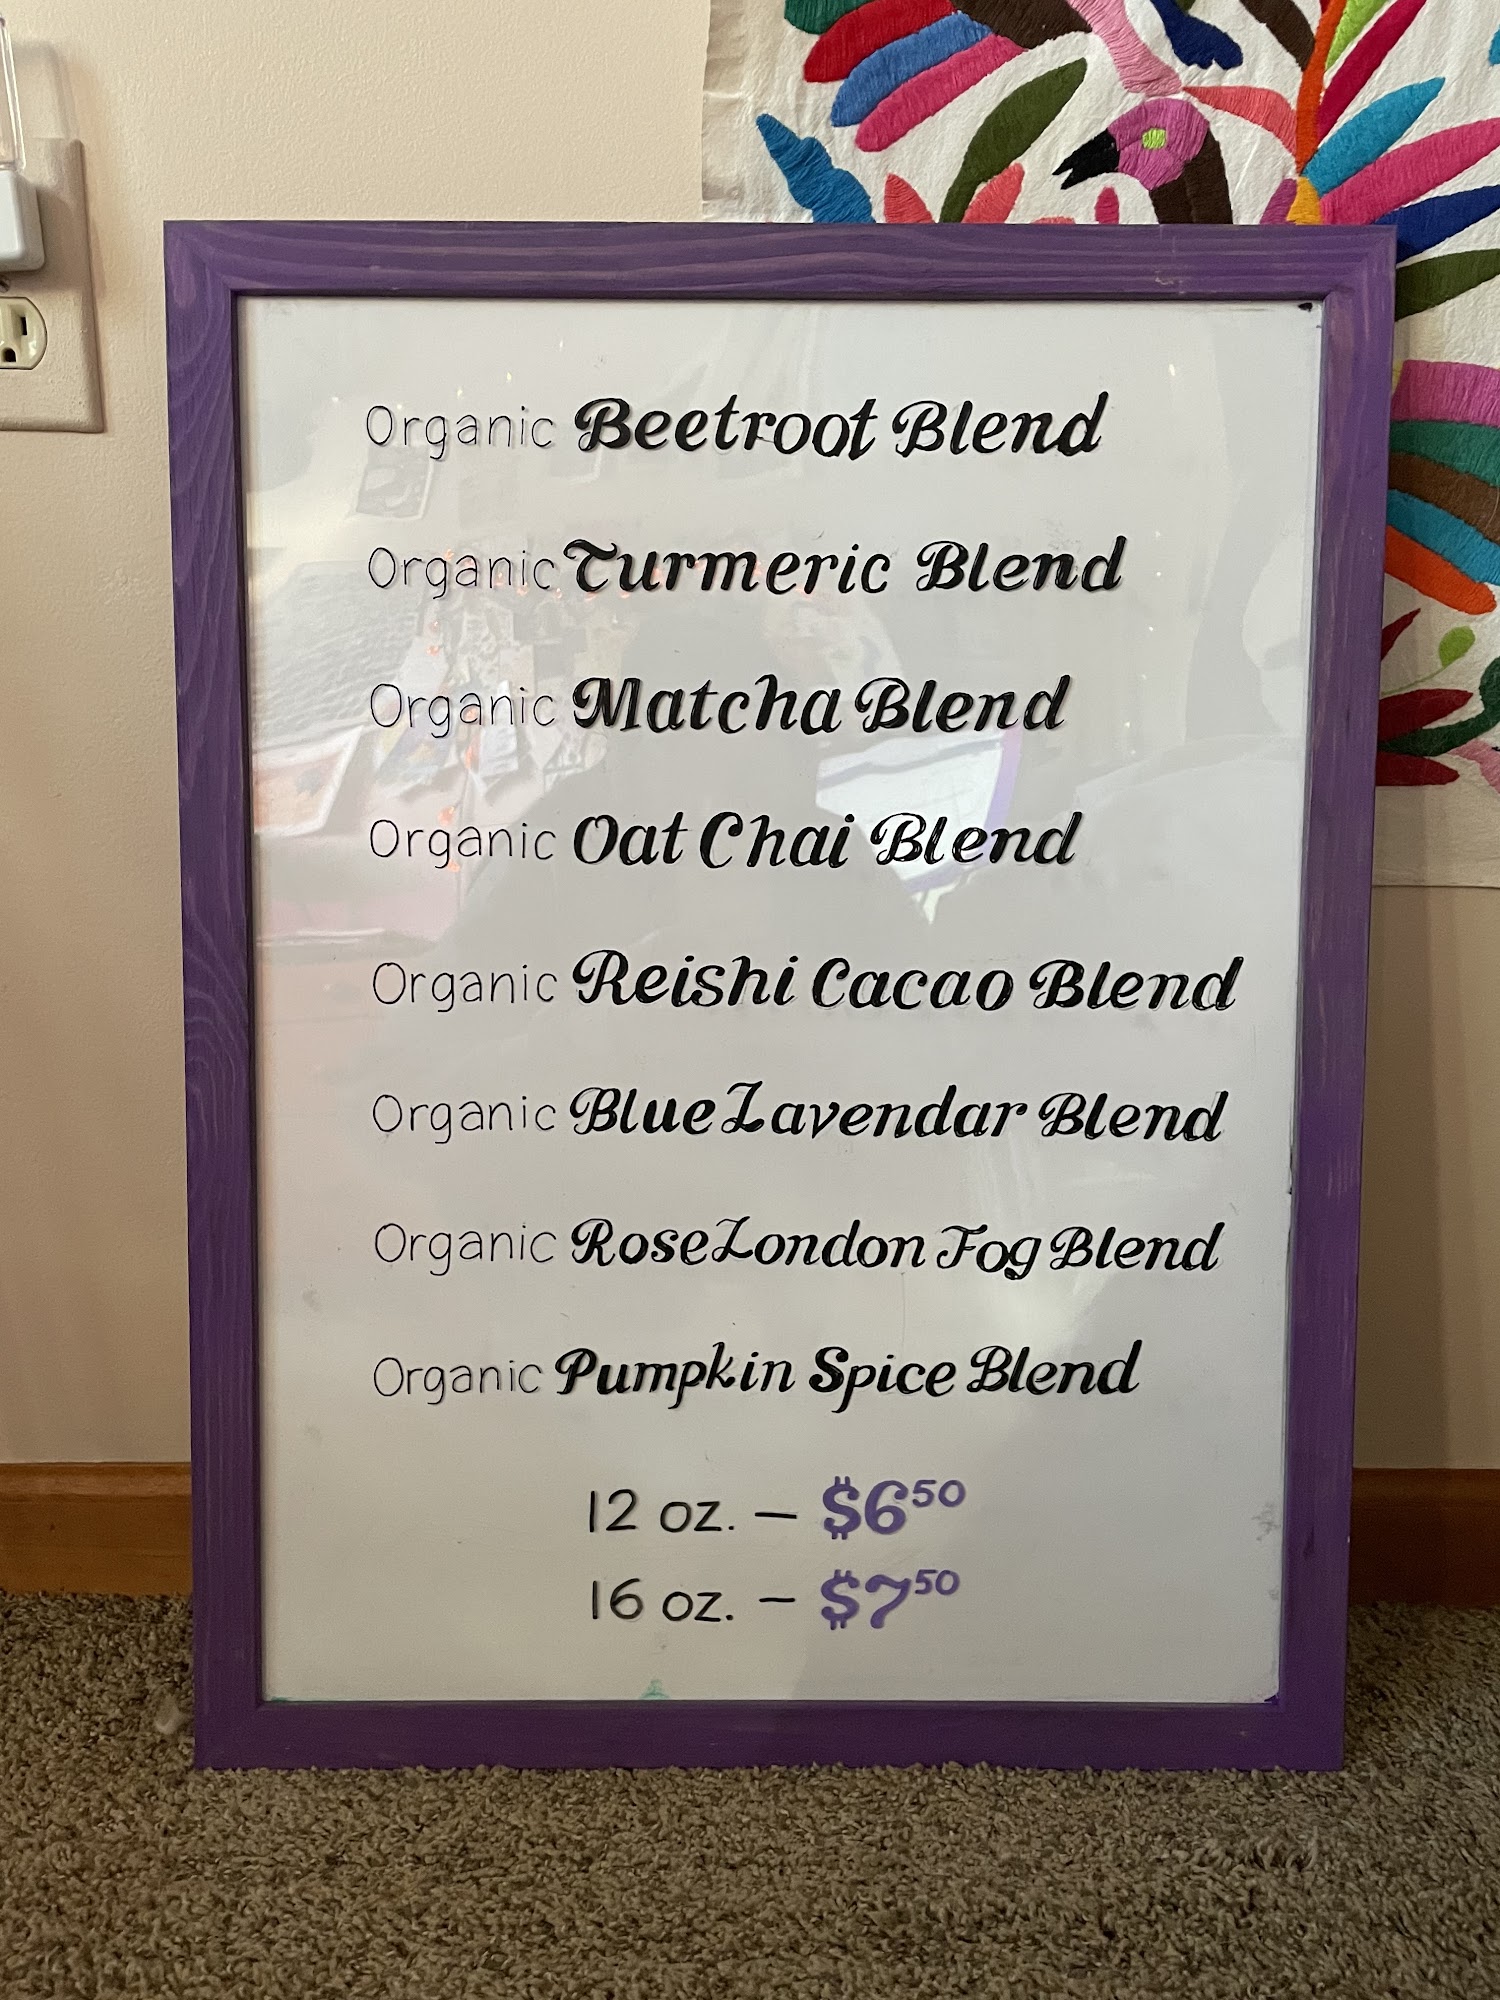 Organic Beetroot Blend
Organic Turmeric Blend
Organic Matcha Blend
Organic Oat Chai Blend
Organic Reishi Cacao Blend
Organic Blue Lavendar Blend
Organic Rose London Fog Blend
Organic Pumpkin Spice Blend
12 oz. — $6⁵⁰
16 oz. — $7⁵⁰